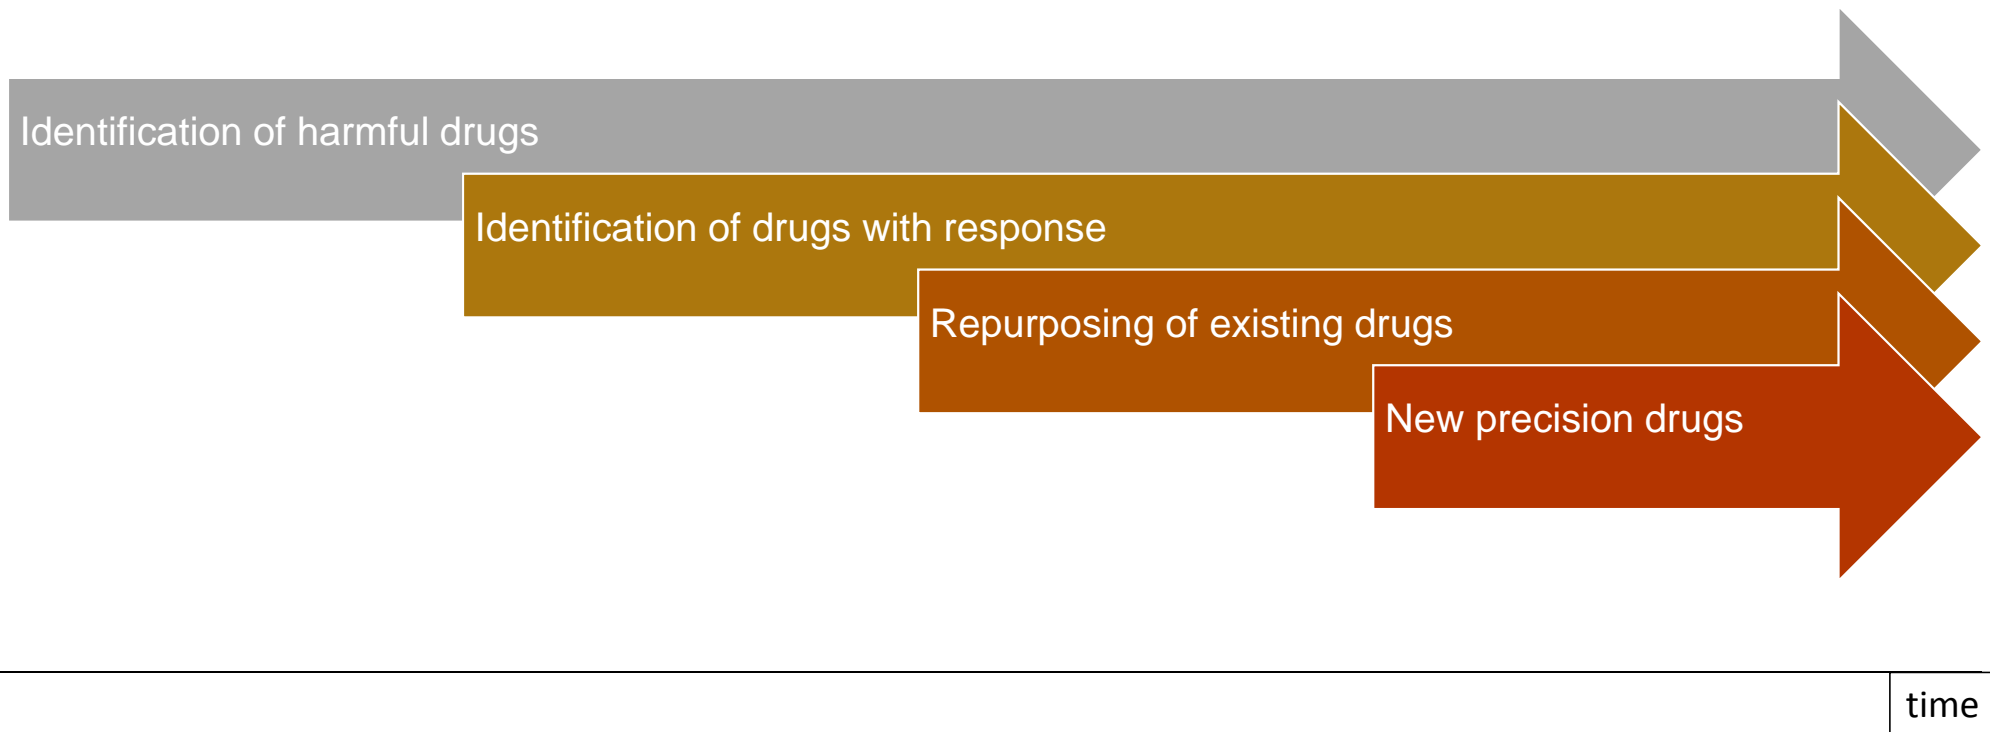 Identification of harmful drugs
Identification of drugs with response
Repurposing of existing drugs
New precision drugs
time